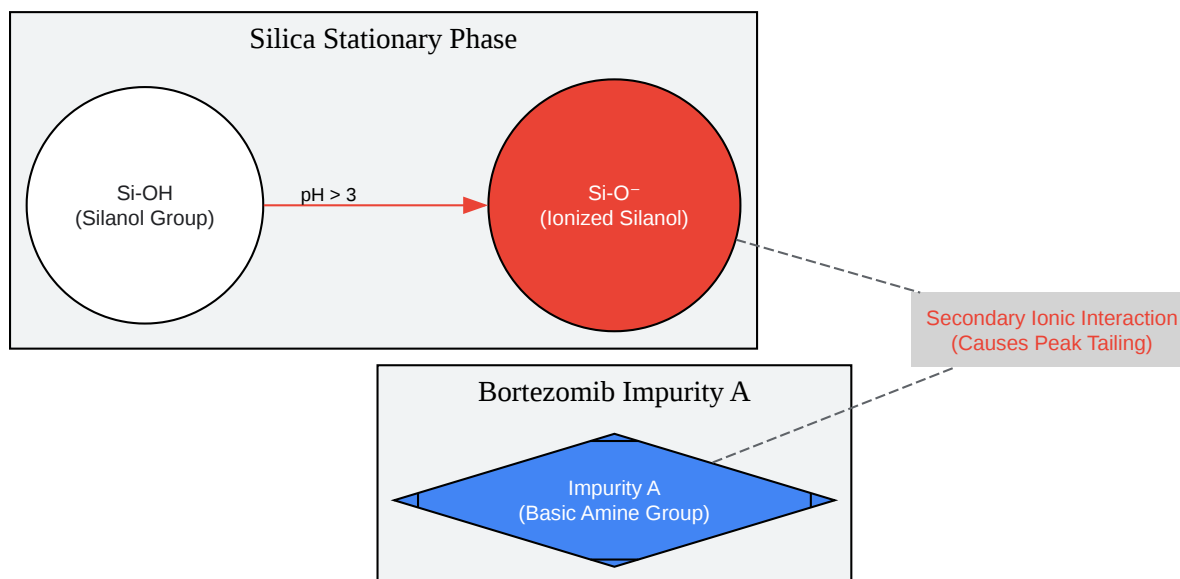 Silica Stationary Phase
Si-OH
(Silanol Group)
pH > 3
Si-O⁻
(Ionized Silanol)
Secondary Ionic Interaction
(Causes Peak Tailing)
Bortezomib Impurity A
Impurity A
(Basic Amine Group)